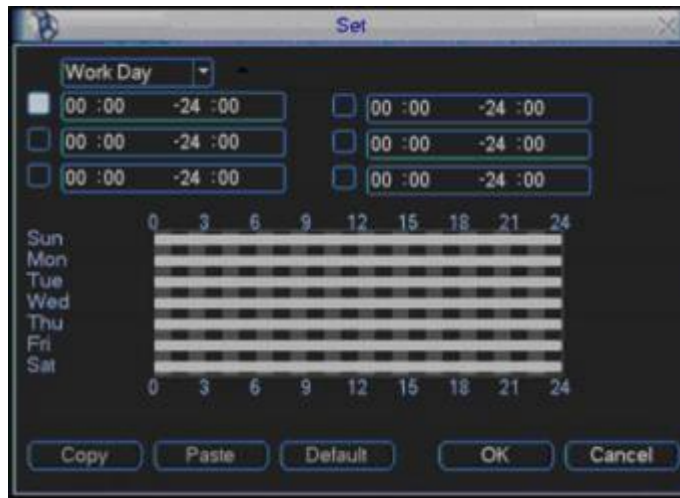 Set
Work Day
00 :00 -24 :00 00 :00 -24 :00
00 :00 -24 :00 00 :00 -24 :00
00 :00 -24 :00 00 :00 -24 :00
0 3 6 9 12 15 18 21 24
Sun
Mon
Tue
Wed
Thu
Fri
Sat
0 3 6 9 12 15 18 21 24
Copy Paste Default OK Cancel